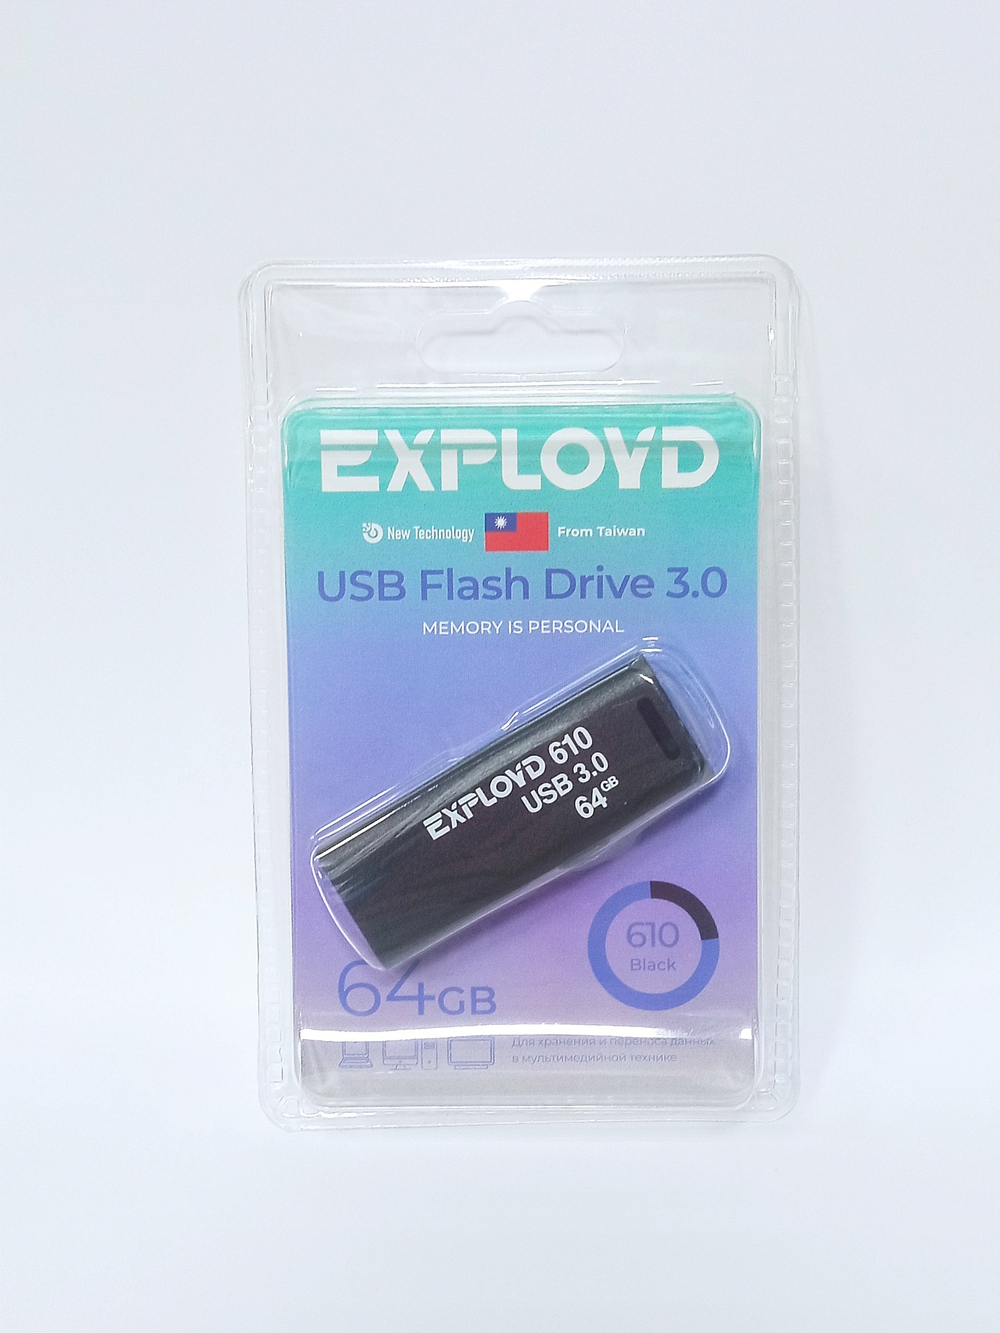 EXPLOYD
New Technology From Taiwan
USB Flash Drive 3.0
MEMORY IS PERSONAL
EXPLOYD 610
USB 3.0
64GB
610
Black
64GB
Для хранения и переноса данных
в мультимедийной технике